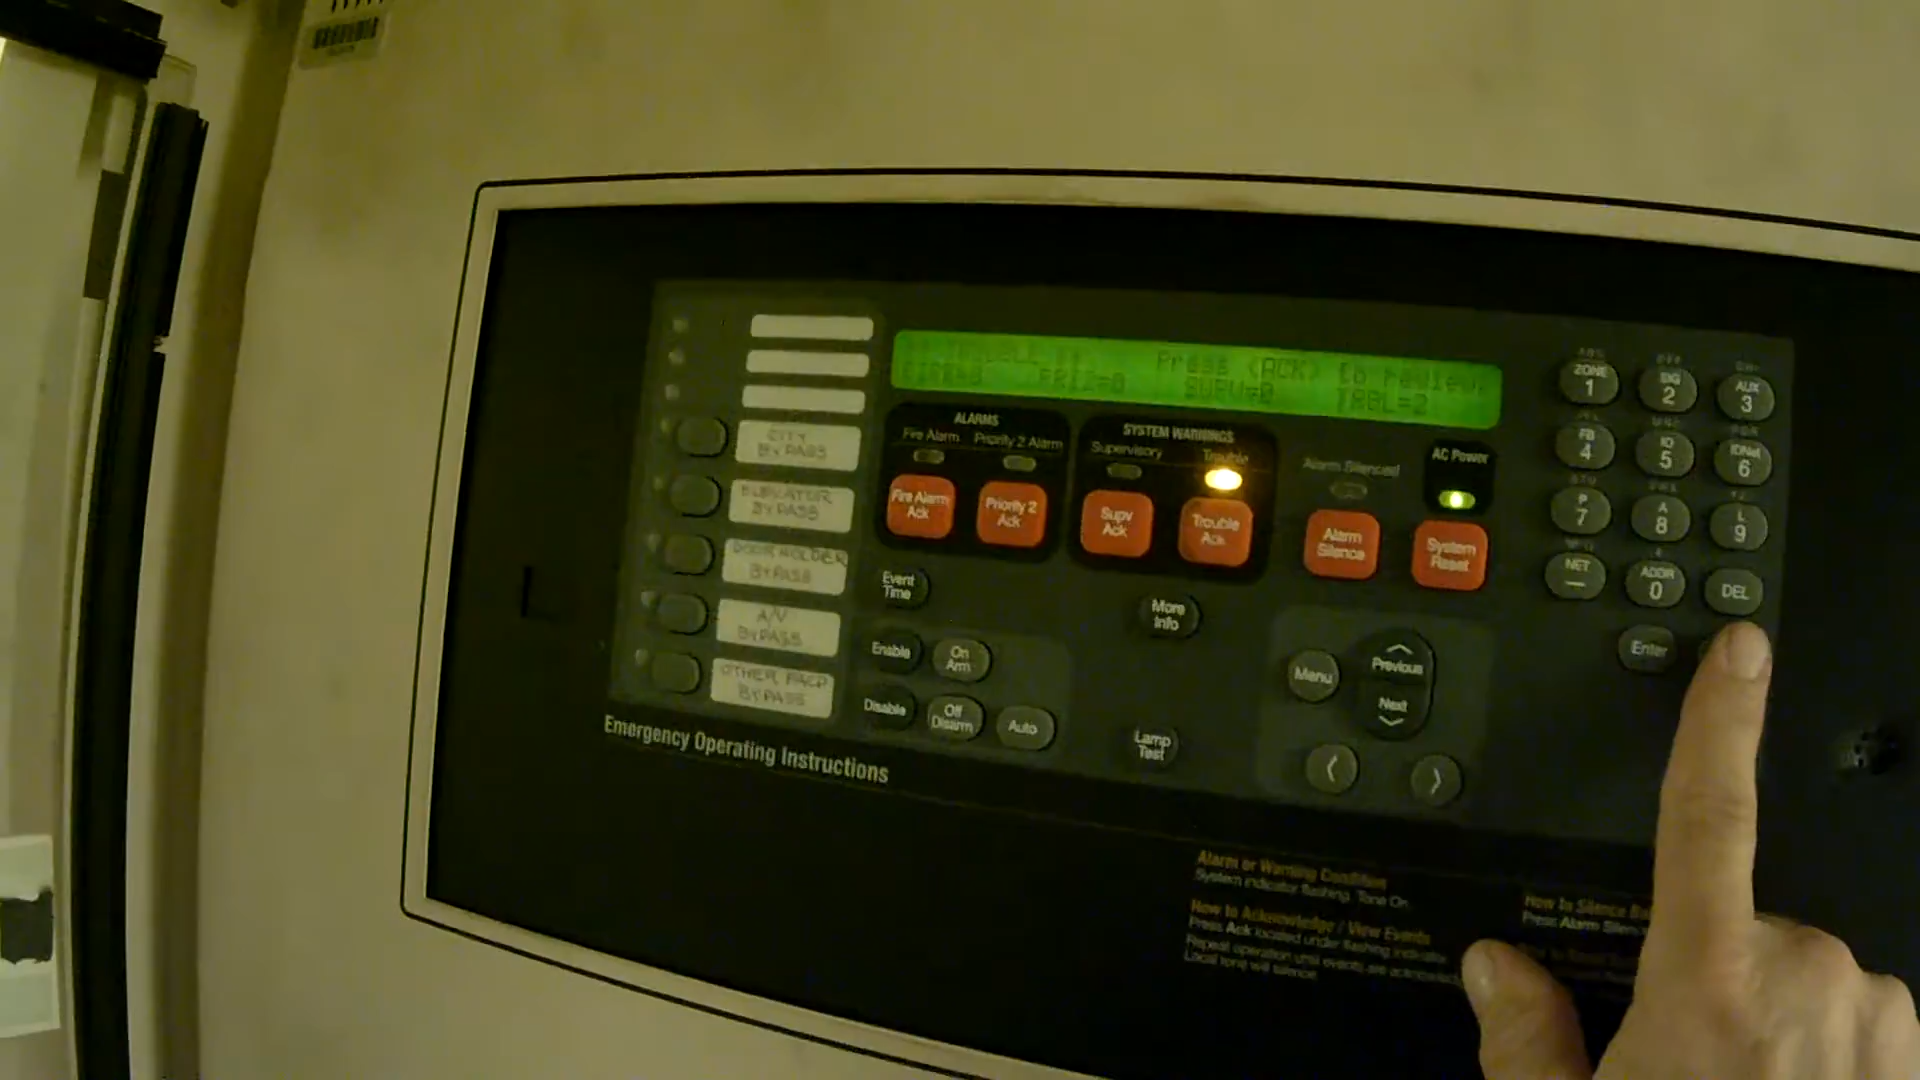 Press <ACK> to review.
FIRE=0 PRI2=0 SUPV=0 TRBL=2
CITY
BYPASS
ELEVATOR
BYPASS
DOOR HOLDER
BYPASS
A/V
BYPASS
OTHER FACP
BYPASS
ALARMS
Fire Alarm Priority 2 Alarm
Fire Alarm
Ack
Priority 2
Ack
SYSTEM WARNINGS
Supervisory Trouble
Supv
Ack
Trouble
Ack
Alarm Silenced
Alarm
Silence
AC Power
System
Reset
Event
Time
More
Info
Enable
On
Arm
Disable
Off
Disarm
Auto
Lamp
Test
Menu
Previous
Next
ZONE
1
SIG
2
AUX
3
FB
4
IO
5
IDNet
6
P
7
A
8
L
9
NET
ADDR
0
DEL
Enter
Emergency Operating Instructions
Alarm or Warning Condition
System indicator flashing. Tone On.
How to Acknowledge / View Events
Press Ack located under flashing indicator.
Repeat operation until events are acknowledged.
Local tone will silence.
How to Silence
Press Alarm